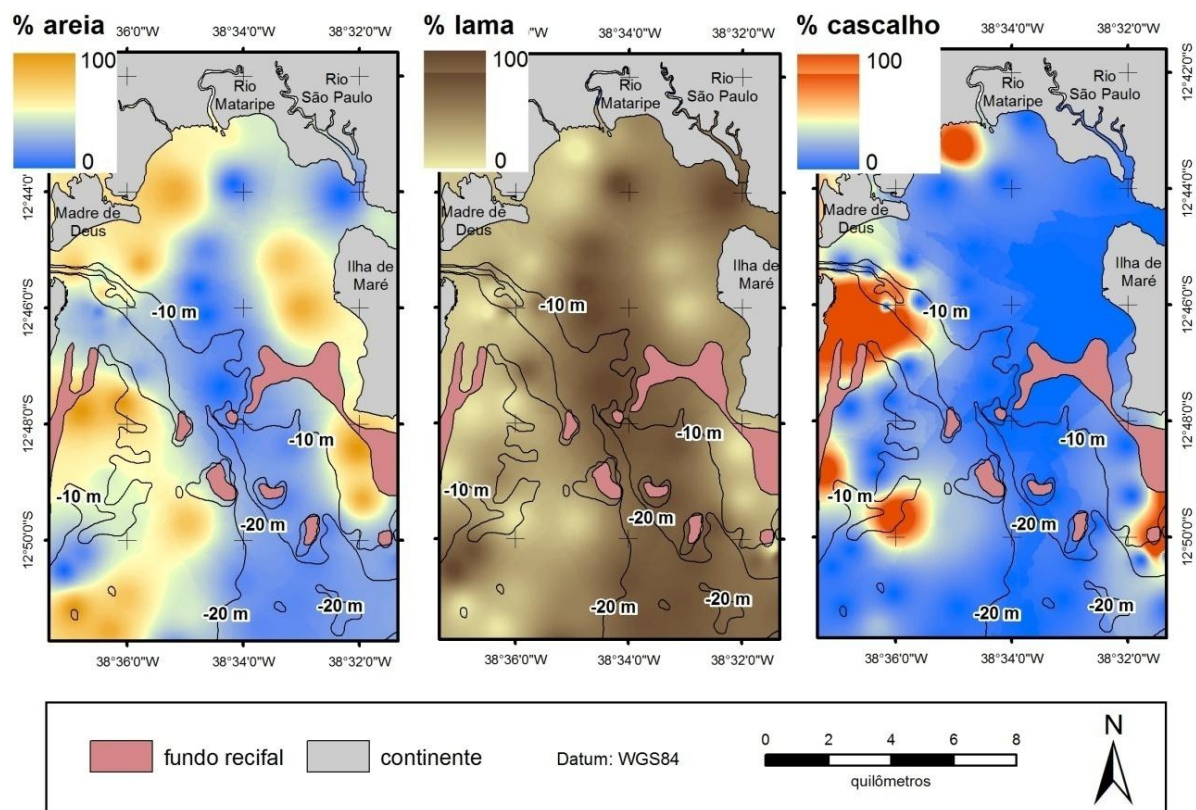 % areia
100
0
36°0'W
38°34'0"W
38°32'0"W
Rio
Mataripe
Rio
São Paulo
Madre de
Deus
Ilha de
Maré
-10 m
-10 m
-10 m
-20 m
-20 m
-20 m
12°44'0'
12°46'0"S
12°48'0"S
12°50'0"S
38°36'0"W
38°34'0"W
38°32'0"W
% lama
100
0
38°34'0"W
38°32'0"W
Rio
Mataripe
Rio
São Paulo
Madre de
Deus
Ilha de
Maré
-10 m
-10 m
-10 m
-20 m
-20 m
-20 m
38°36'0"W
38°34'0"W
38°32'0"W
% cascalho
100
0
38°34'0"W
38°32'0"W
Rio
Mataripe
Rio
São Paulo
Madre de
Deus
Ilha de
Maré
-10 m
-10 m
-10 m
-20 m
-20 m
-20 m
12°42'0"S
12°44'0"S
12°46'0"S
12°48'0"S
12°50'0"S
38°36'0"W
38°34'0"W
38°32'0"W
fundo recifal
continente
Datum: WGS84
0 2 4 6 8
quilômetros
N